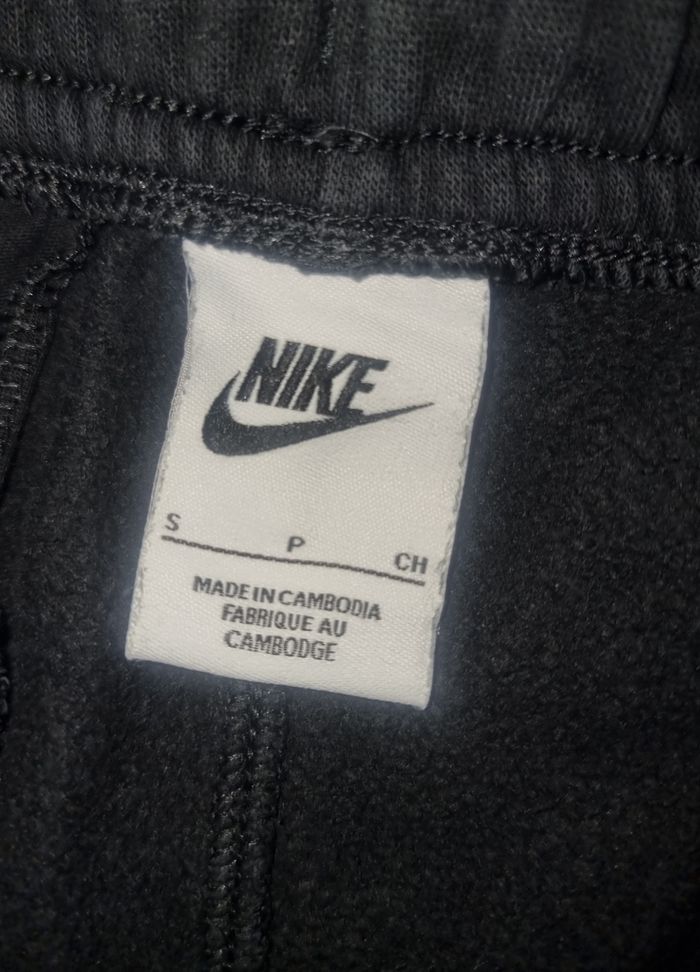 NIKE
S P CH
MADE IN CAMBODIA
FABRIQUE AU
CAMBODGE